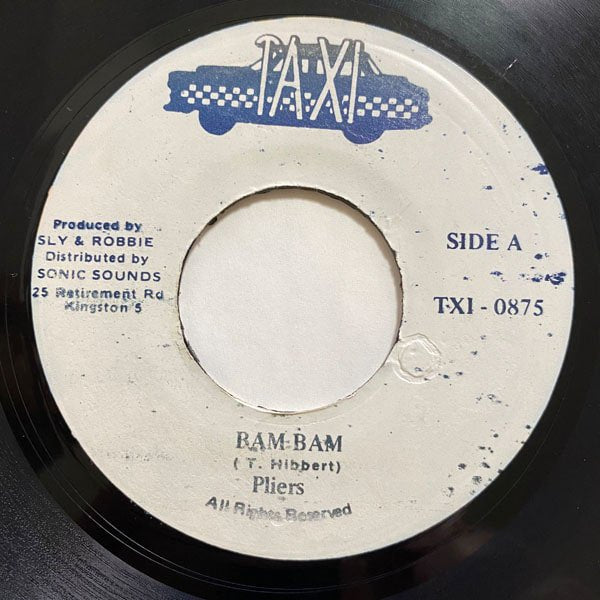 TAXI
Produced by
SLY & ROBBIE
Distributed by
SONIC SOUNDS
25 Retirement Rd
Kingston 5
SIDE A
TXI - 0875
BAM-BAM
( T. Hibbert)
Pliers
All Rights Reserved